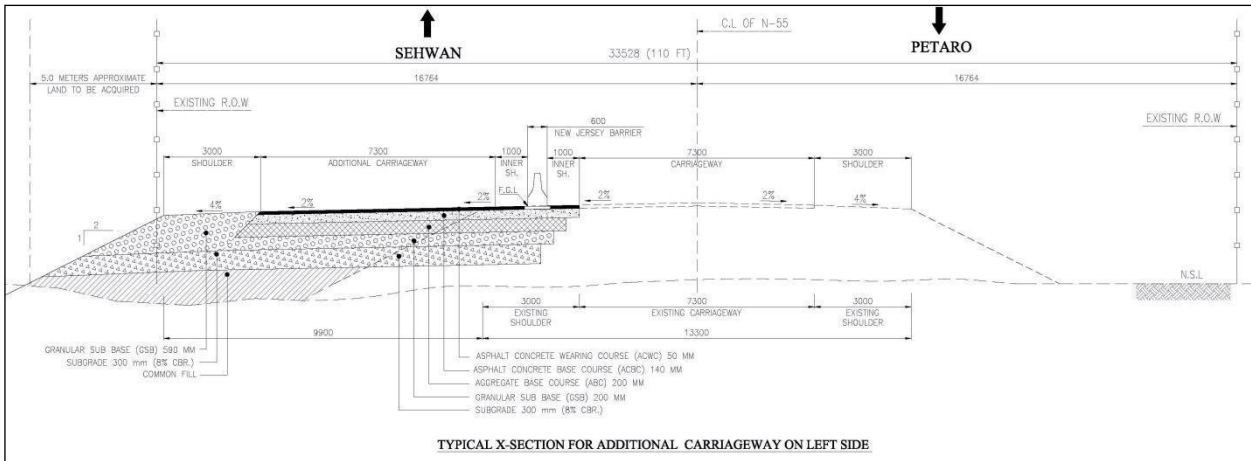 C.L OF N-55
SEHWAN
PETARO
33528 (110 FT)
5.0 METERS APPROXIMATE
LAND TO BE ACQUIRED
16764
16764
EXISTING R.O.W
EXISTING R.O.W
600
NEW JERSEY BARRIER
3000
SHOULDER
7300
ADDITIONAL CARRIAGEWAY
1000
INNER
SH.
1000
INNER
SH.
7300
CARRIAGEWAY
3000
SHOULDER
F.G.L
4%
2%
2%
2%
2%
4%
2
1
N.S.L
3000
EXISTING
SHOULDER
7300
EXISTING CARRIAGEWAY
3000
EXISTING
SHOULDER
9900
13300
GRANULAR SUB BASE (GSB) 590 MM
SUBGRADE 300 mm (8% CBR.)
COMMON FILL
ASPHALT CONCRETE WEARING COURSE (ACWC) 50 MM
ASPHALT CONCRETE BASE COURSE (ACBC) 140 MM
AGGREGATE BASE COURSE (ABC) 200 MM
GRANULAR SUB BASE (GSB) 200 MM
SUBGRADE 300 mm (8% CBR.)
TYPICAL X-SECTION FOR ADDITIONAL CARRIAGEWAY ON LEFT SIDE